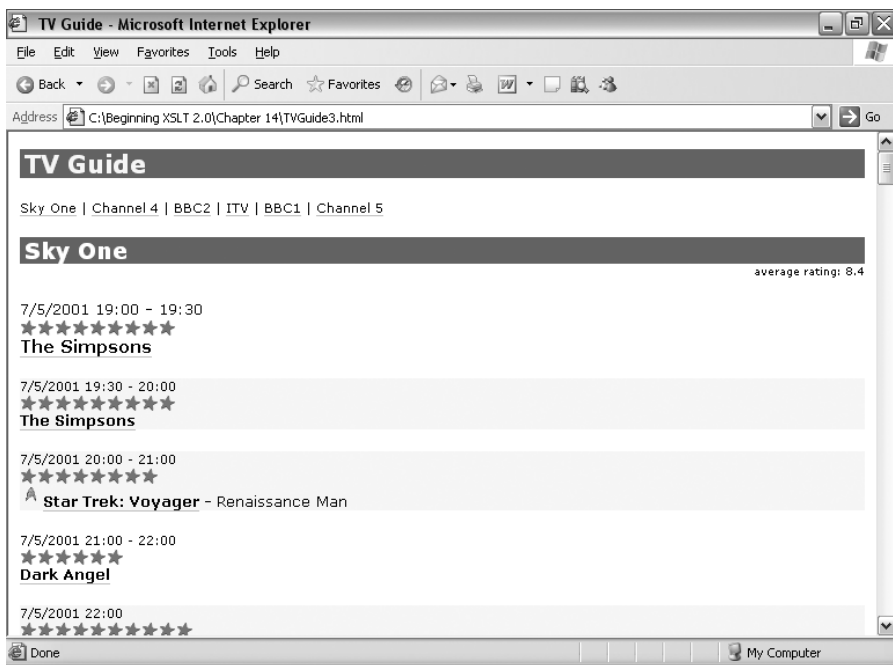 TV Guide - Microsoft Internet Explorer
File Edit View Favorites Tools Help
Back Search Favorites
Address C:\Beginning XSLT 2.0\Chapter 14\TVGuide3.html Go
TV Guide
Sky One | Channel 4 | BBC2 | ITV | BBC1 | Channel 5
Sky One
average rating: 8.4
7/5/2001 19:00 - 19:30
The Simpsons
7/5/2001 19:30 - 20:00
The Simpsons
7/5/2001 20:00 - 21:00
Star Trek: Voyager - Renaissance Man
7/5/2001 21:00 - 22:00
Dark Angel
7/5/2001 22:00
Done My Computer